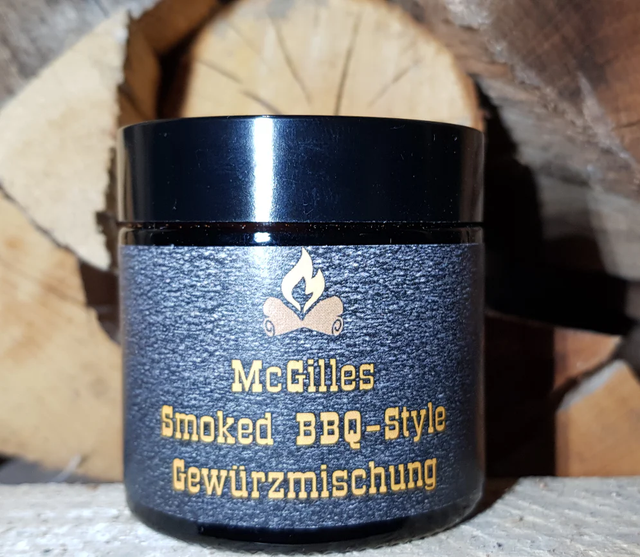 McGilles
Smoked BBQ-Style
Gewürzmischung